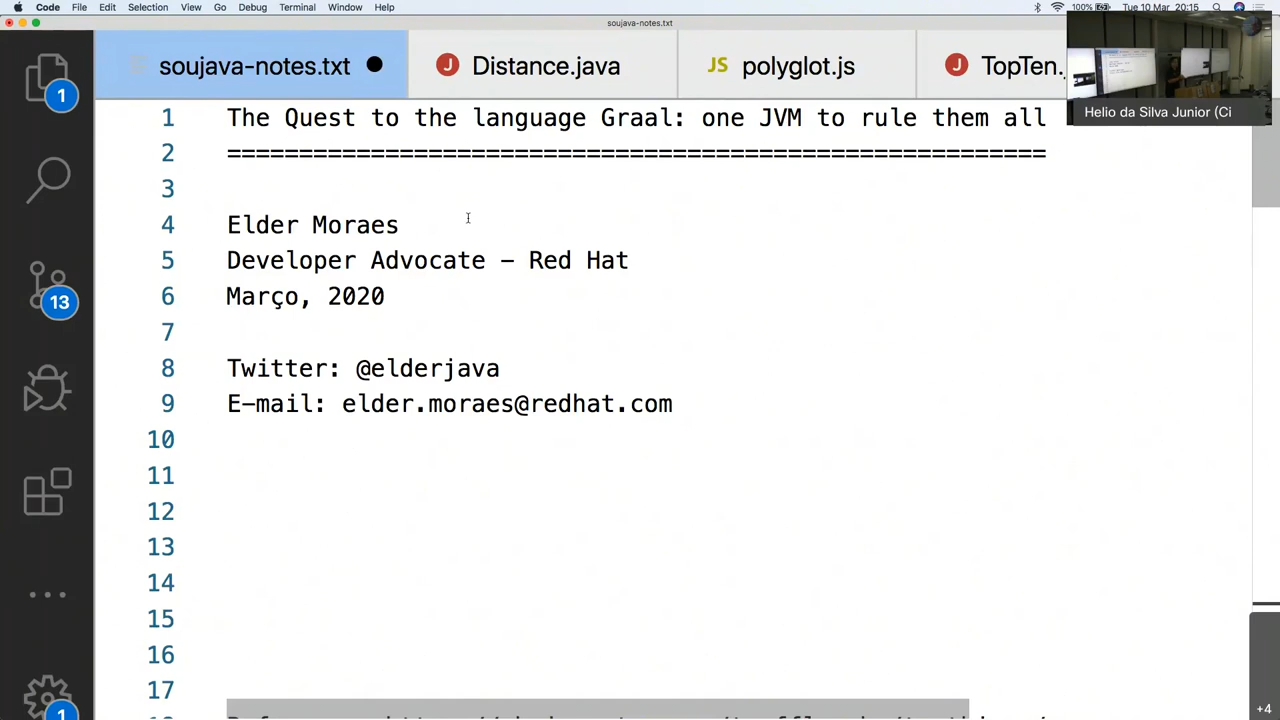 Code File Edit Selection View Go Debug Terminal Window Help
100% Tue 10 Mar 20:15
soujava-notes.txt
soujava-notes.txt Distance.java JS polyglot.js TopTen.
Helio da Silva Junior (Ci
1 The Quest to the language Graal: one JVM to rule them all
2 =========================================================
3
4 Elder Moraes
5 Developer Advocate - Red Hat
6 Março, 2020
7
8 Twitter: @elderjava
9 E-mail: elder.moraes@redhat.com
10
11
12
13
14
15
16
17
1
13
1
+4